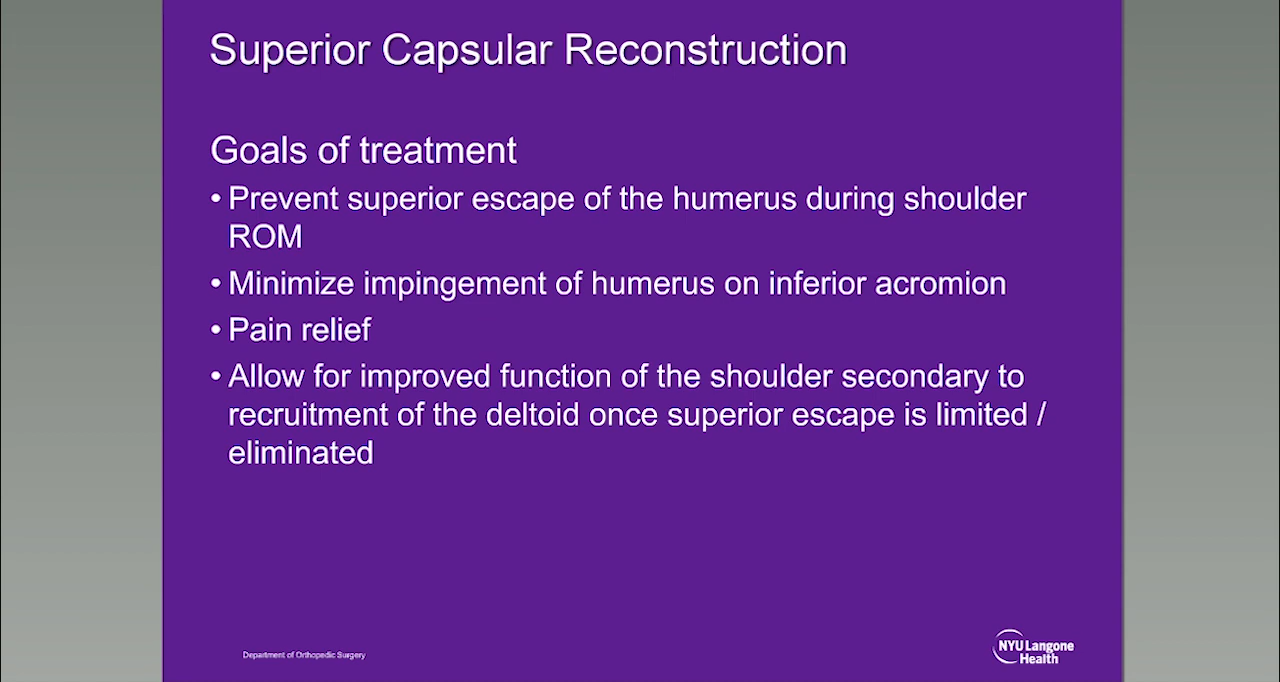 Superior Capsular Reconstruction
Goals of treatment
• Prevent superior escape of the humerus during shoulder
ROM
• Minimize impingement of humerus on inferior acromion
• Pain relief
• Allow for improved function of the shoulder secondary to
recruitment of the deltoid once superior escape is limited /
eliminated
Department of Orthopedic Surgery
NYU Langone
Health